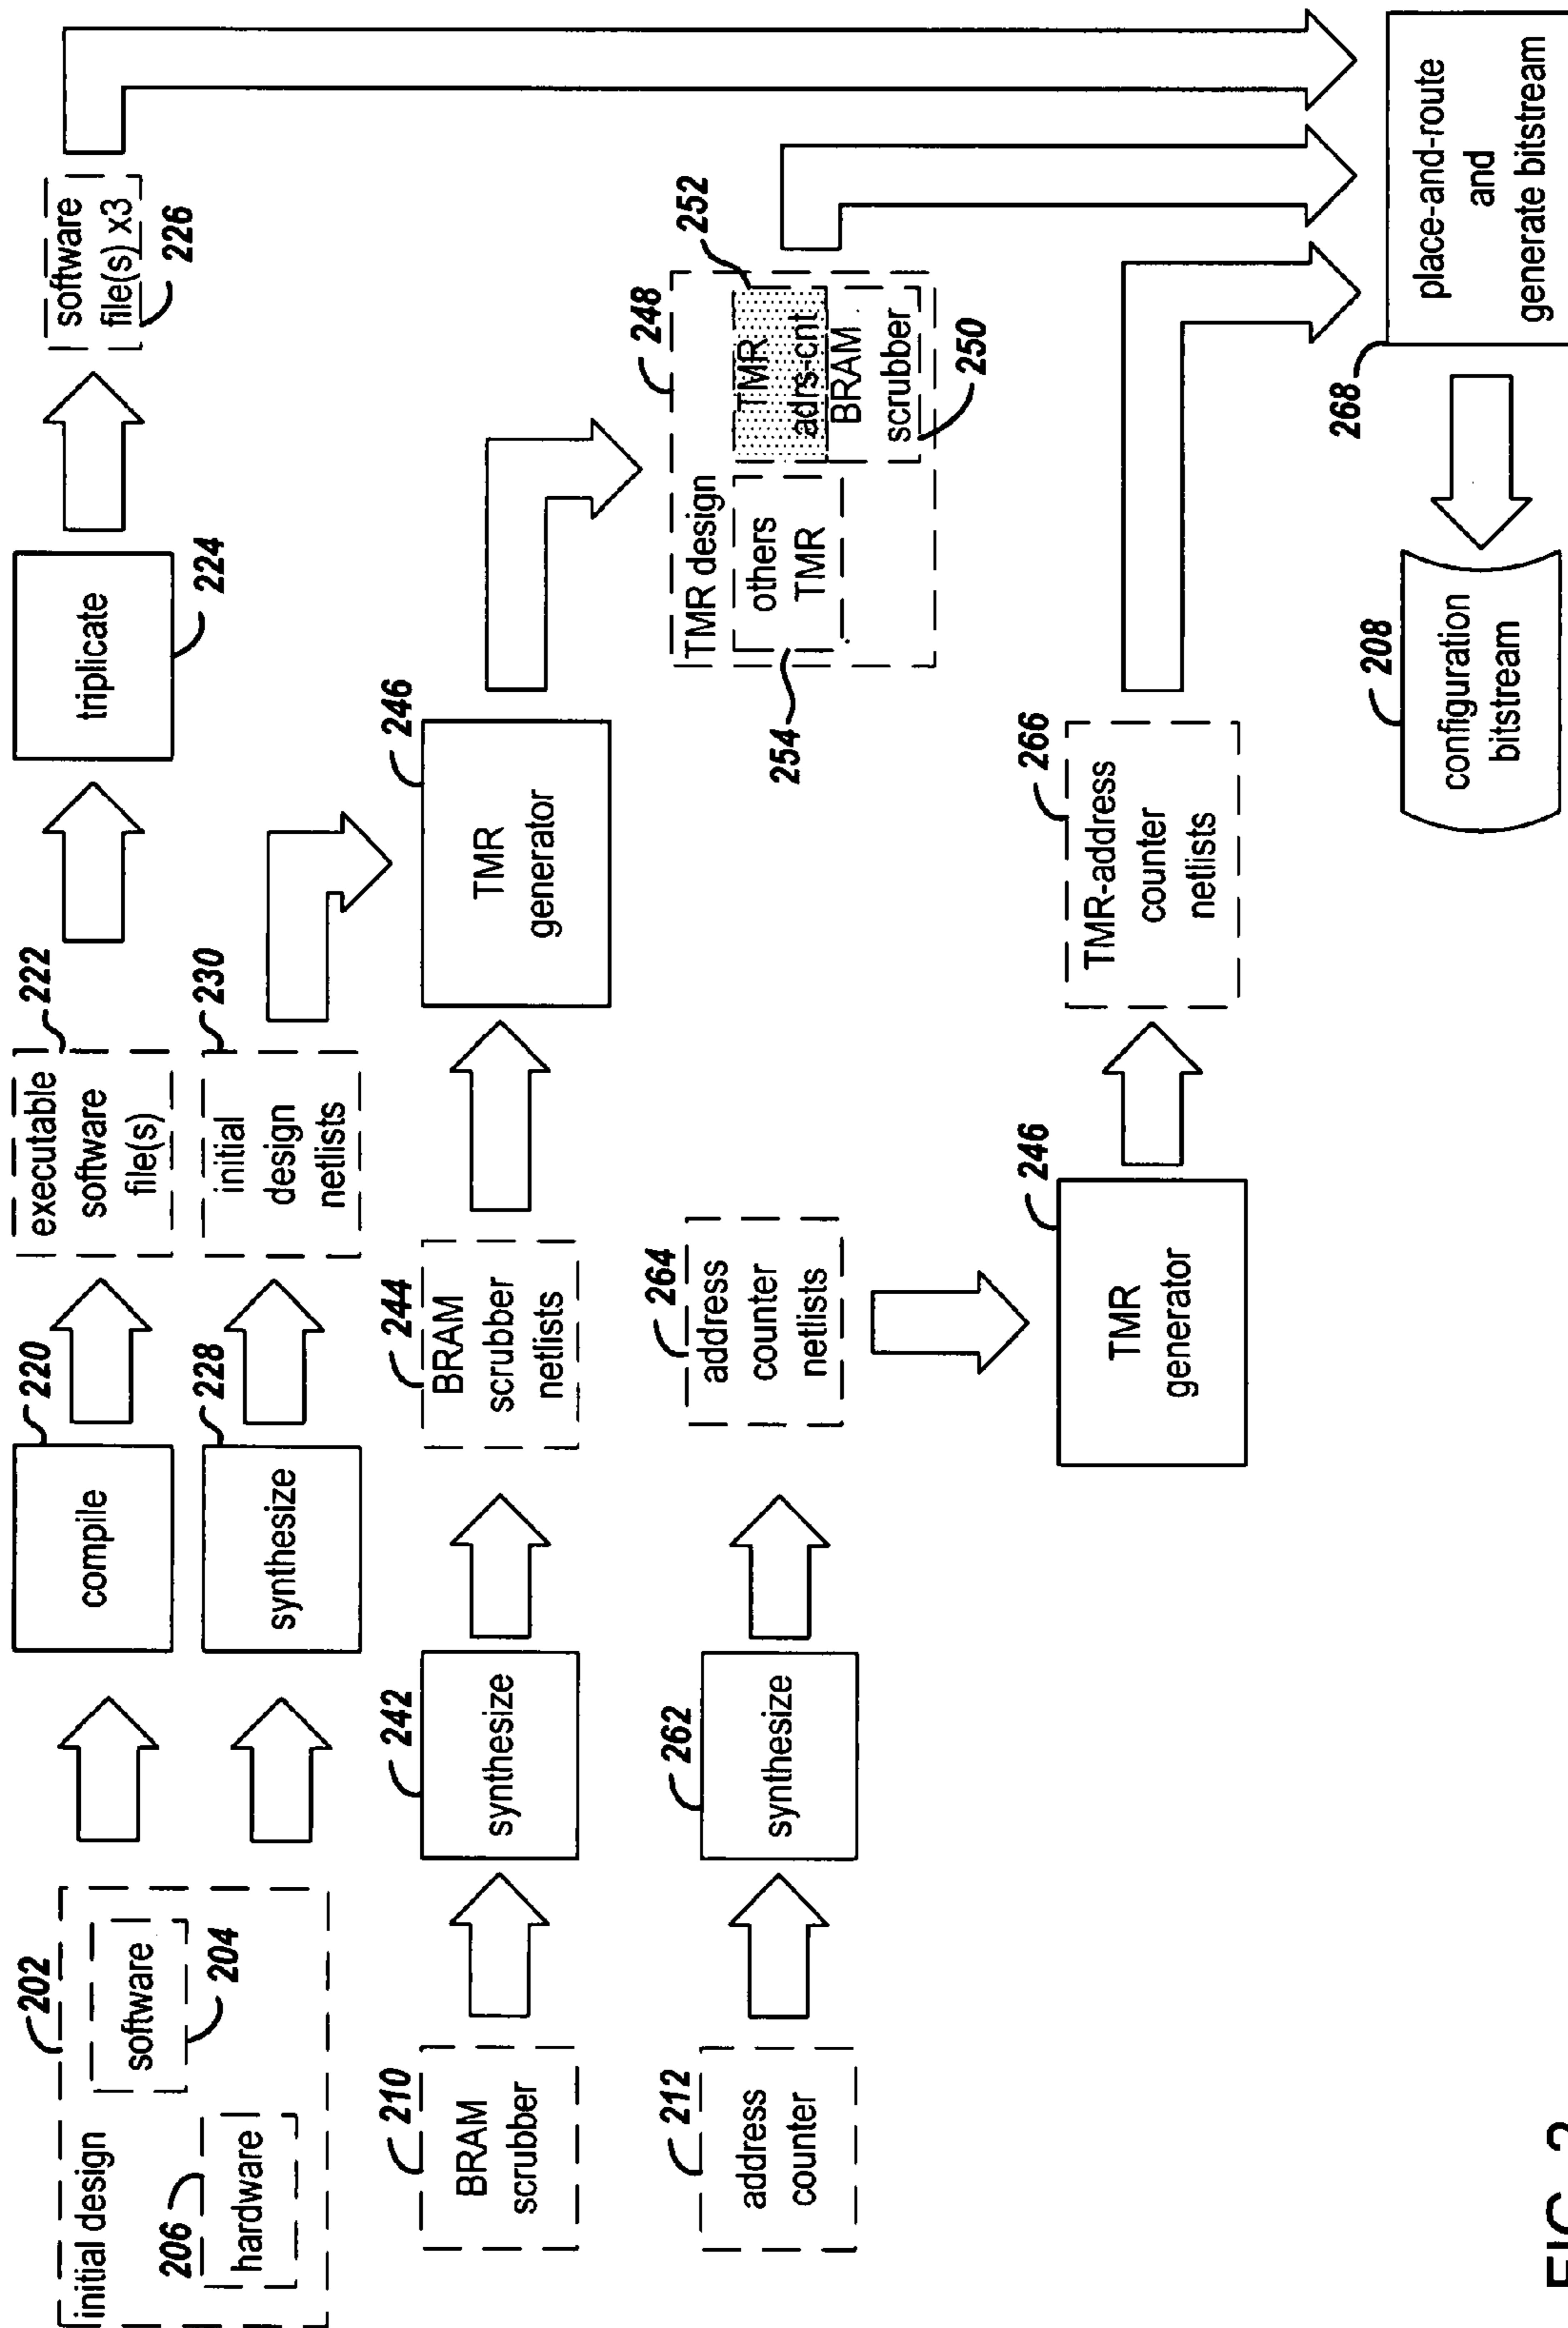 202
initial design
software
204
206
hardware
220
compile
222
executable
software
file(s)
triplicate
224
software
file(s) x3
226
228
synthesize
230
initial
design
netlists
210
BRAM
scrubber
242
synthesize
244
BRAM
scrubber
netlists
246
TMR
generator
248
TMR design
others
TMR
254
252
TMR
adrs-cnt
BRAM
scrubber
250
212
address
counter
262
synthesize
264
address
counter
netlists
246
TMR
generator
266
TMR-address
counter
netlists
268
place-and-route
and
generate bitstream
208
configuration
bitstream